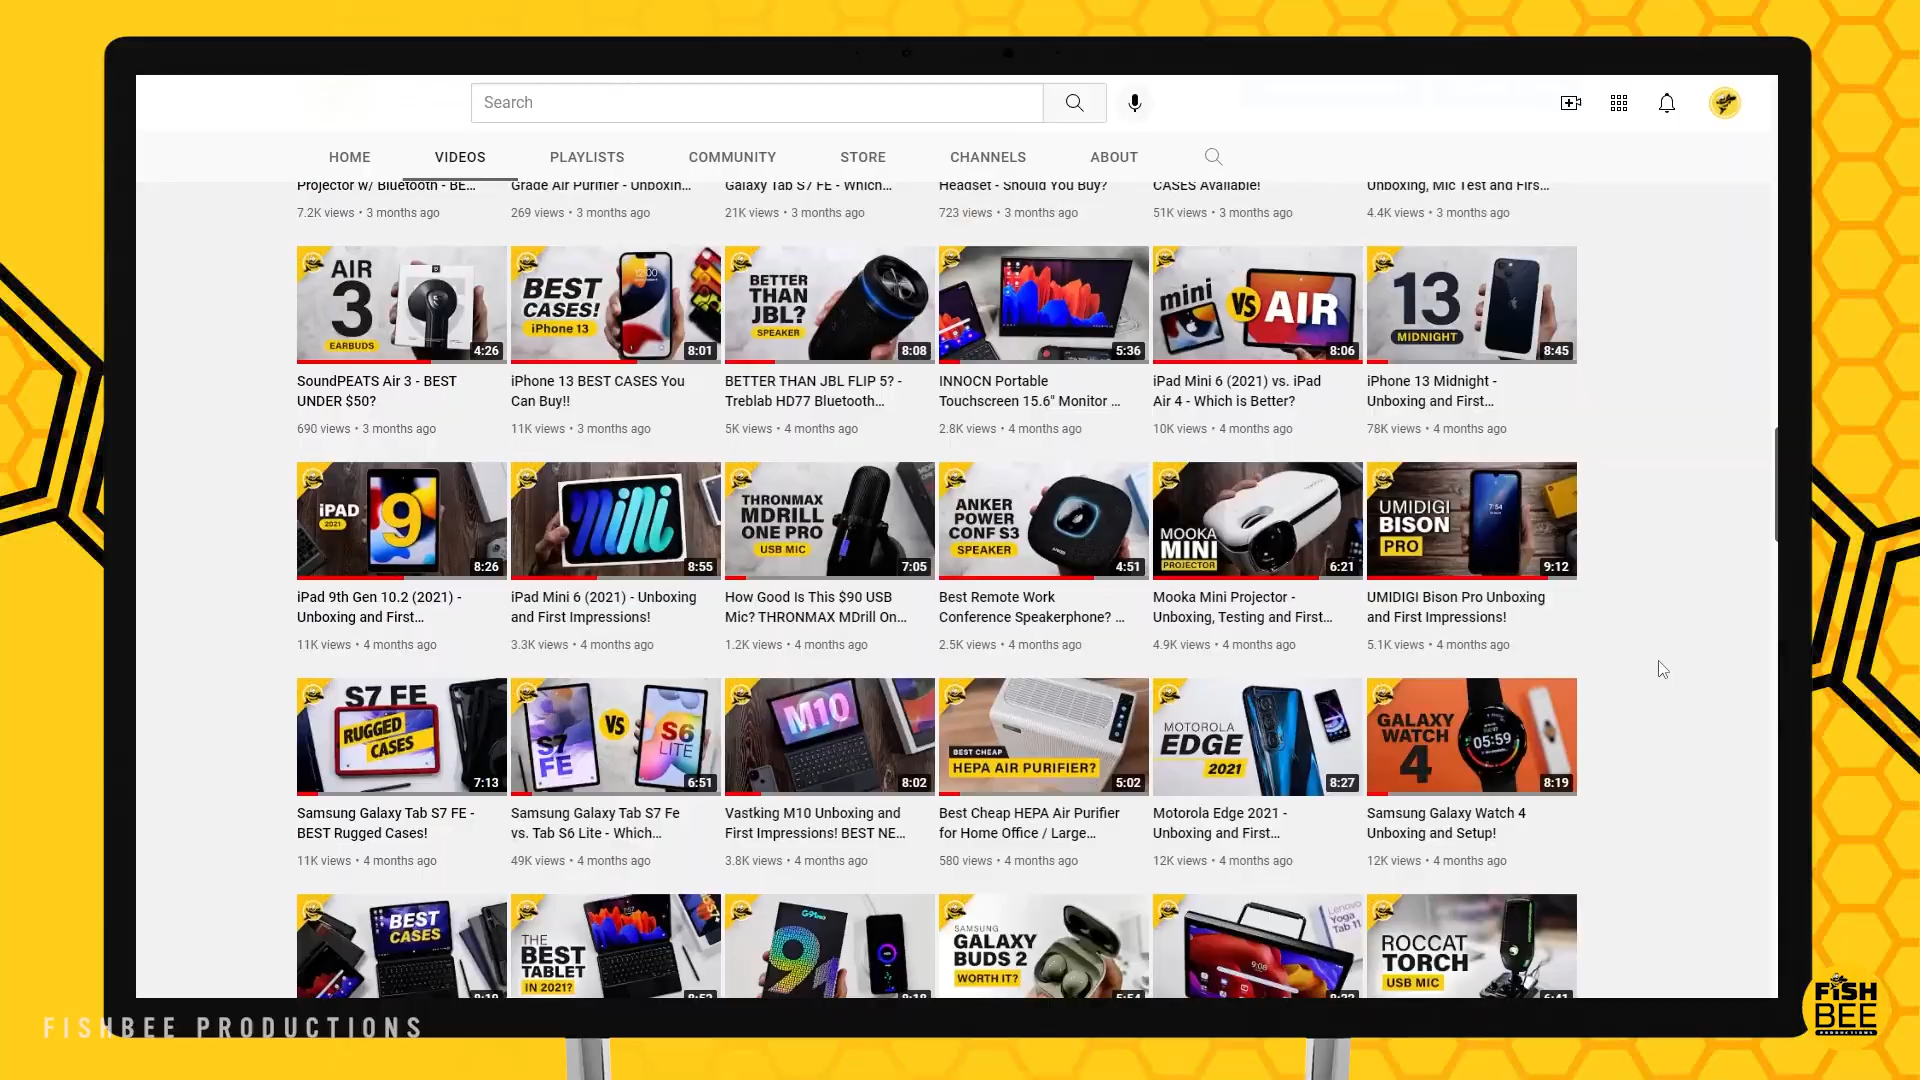 Search
HOME
VIDEOS
PLAYLISTS
COMMUNITY
STORE
CHANNELS
ABOUT
Projector w/ Bluetooth - BE...
7.2K views • 3 months ago
Grade Air Purifier - Unboxin...
269 views • 3 months ago
Galaxy Tab S7 FE - Which...
21K views • 3 months ago
Headset - Should You Buy?
723 views • 3 months ago
CASES Available!
51K views • 3 months ago
Unboxing, Mic Test and Firs...
4.4K views • 3 months ago
AIR
3
EARBUDS
4:26
SoundPEATS Air 3 - BEST
UNDER $50?
690 views • 3 months ago
BEST
CASES!
iPhone 13
12:00
8:01
iPhone 13 BEST CASES You
Can Buy!!
11K views • 3 months ago
BETTER
THAN
JBL?
SPEAKER
8:08
BETTER THAN JBL FLIP 5? -
Treblab HD77 Bluetooth...
5K views • 4 months ago
5:36
INNOCN Portable
Touchscreen 15.6" Monitor ...
2.8K views • 4 months ago
mini
VS
AIR
8:06
iPad Mini 6 (2021) vs. iPad
Air 4 - Which is Better?
10K views • 4 months ago
13
MIDNIGHT
8:45
iPhone 13 Midnight -
Unboxing and First...
78K views • 4 months ago
iPAD
2021
9
8:26
iPad 9th Gen 10.2 (2021) -
Unboxing and First...
11K views • 4 months ago
mini
8:55
iPad Mini 6 (2021) - Unboxing
and First Impressions!
3.3K views • 4 months ago
THRONMAX
MDRILL
ONE PRO
USB MIC
7:05
How Good Is This $90 USB
Mic? THRONMAX MDrill On...
1.2K views • 4 months ago
ANKER
POWER
CONF S3
SPEAKER
ANKER
4:51
Best Remote Work
Conference Speakerphone? ...
2.5K views • 4 months ago
MOOKA
MINI
PROJECTOR
6:21
Mooka Mini Projector -
Unboxing, Testing and First...
4.9K views • 4 months ago
UMIDIGI
BISON
PRO
7:54
9:12
UMIDIGI Bison Pro Unboxing
and First Impressions!
5.1K views • 4 months ago
S7 FE
RUGGED
CASES
7:13
Samsung Galaxy Tab S7 FE -
BEST Rugged Cases!
11K views • 4 months ago
S7
FE
VS
S6
LITE
6:51
Samsung Galaxy Tab S7 Fe
vs. Tab S6 Lite - Which...
49K views • 4 months ago
M10
8:02
Vastking M10 Unboxing and
First Impressions! BEST NE...
3.8K views • 4 months ago
BEST CHEAP
HEPA AIR PURIFIER?
5:02
Best Cheap HEPA Air Purifier
for Home Office / Large...
580 views • 4 months ago
MOTOROLA
EDGE
2021
8:27
Motorola Edge 2021 -
Unboxing and First...
12K views • 4 months ago
GALAXY
WATCH
4
05:59
8:19
Samsung Galaxy Watch 4
Unboxing and Setup!
12K views • 4 months ago
BEST
CASES
THE
BEST
TABLET
IN 2021?
G91
91
SAMSUNG
GALAXY
BUDS 2
WORTH IT?
Lenovo
Yoga
Tab 11
9:08
ROCCAT
TORCH
USB MIC
FISHBEE PRODUCTIONS
FISH
BEE
PRODUCTIONS